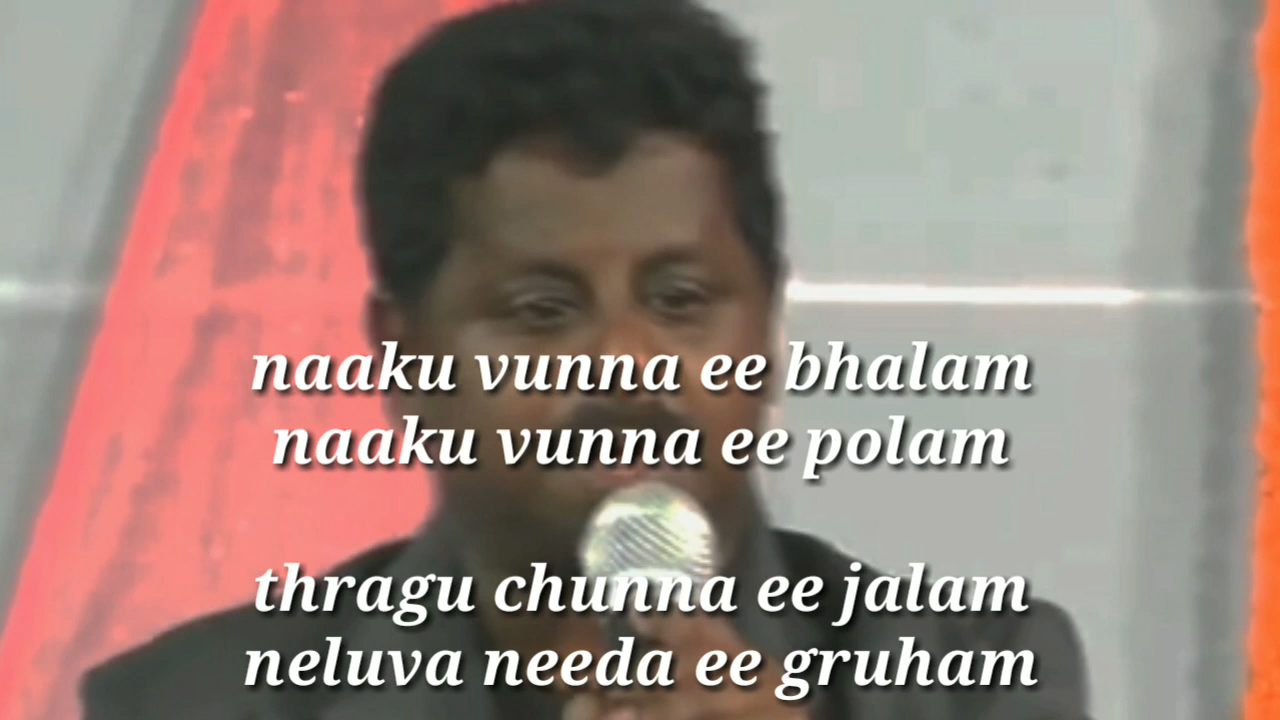 naaku vunna ee bhalam
naaku vunna ee polam
thragu chunna ee jalam
neluva needa ee gruham